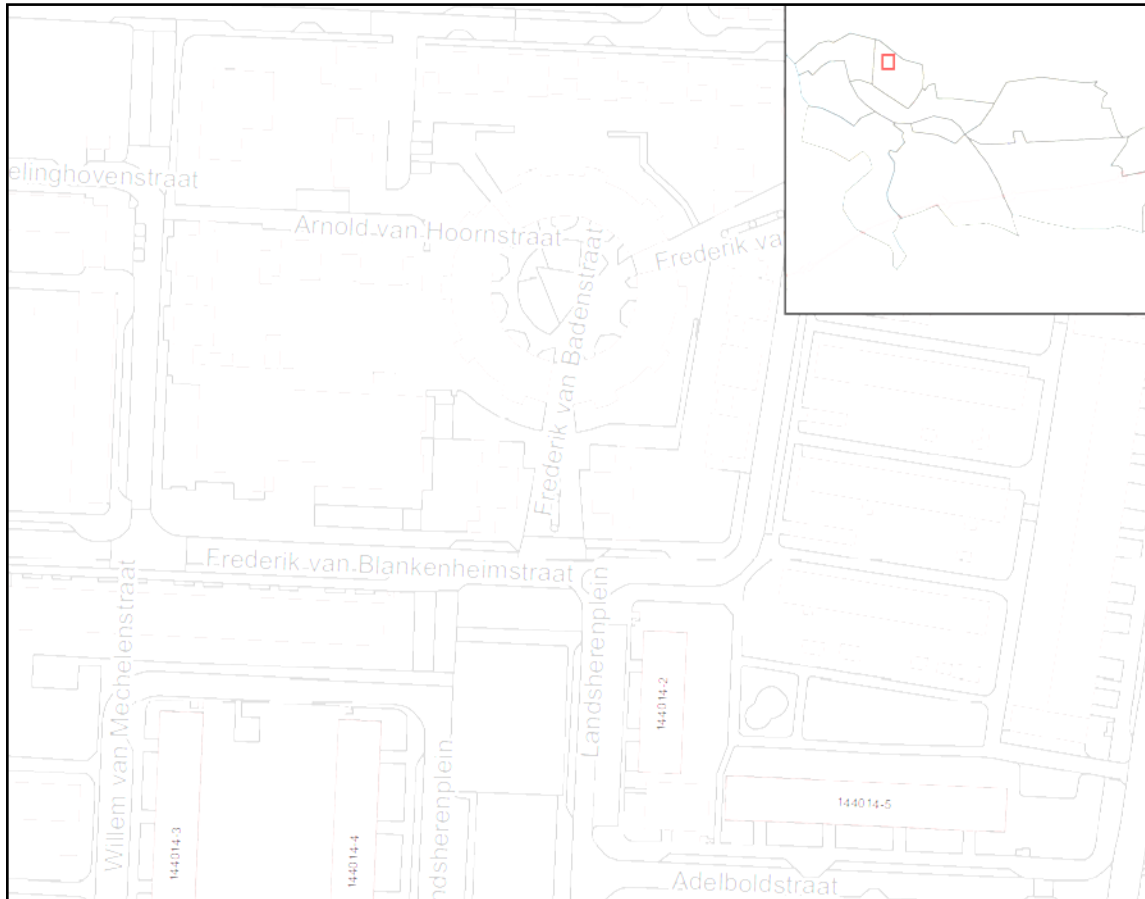 elinghovenstraat
Arnold van Hoornstraat
Frederik va
Frederik van Badenstraat
Frederik van Blankenheimstraat
Willem van Mechelenstraat
Landsherenplein
ndsherenplein
144014-2
144014-5
144014-3
144014-4
Adelboldstraat